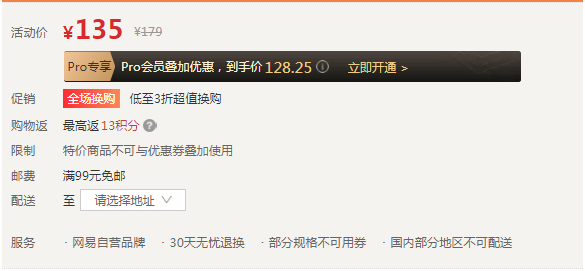 活动价 ¥135 ¥179
Pro专享 Pro会员叠加优惠，到手价 128.25 立即开通 >
促销 全场换购 低至3折超值换购
购物返 最高返13积分 ?
限制 特价商品不可与优惠券叠加使用
邮费 满99元免邮
配送 至 请选择地址
服务 · 网易自营品牌 · 30天无忧退换 · 部分规格不可用券 · 国内部分地区不可配送